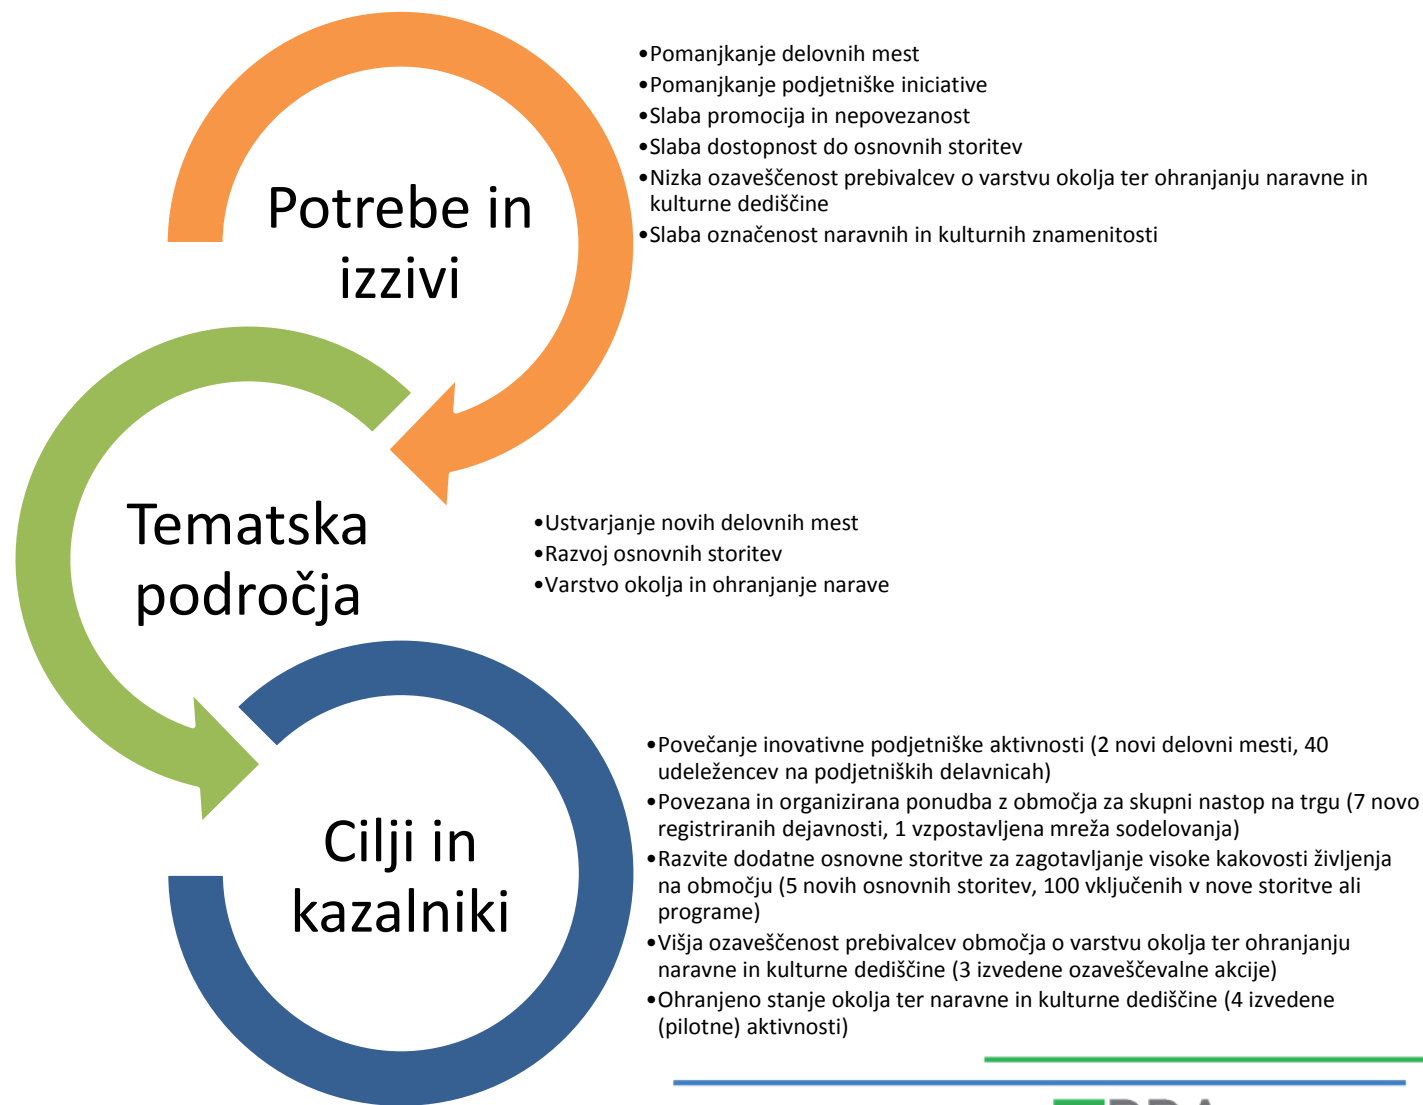 Potrebe in
izzivi
•Pomanjkanje delovnih mest
•Pomanjkanje podjetniške iniciative
•Slaba promocija in nepovezanost
•Slaba dostopnost do osnovnih storitev
•Nizka ozaveščenost prebivalcev o varstvu okolja ter ohranjanju naravne in
kulturne dediščine
•Slaba označenost naravnih in kulturnih znamenitosti
Tematska
področja
•Ustvarjanje novih delovnih mest
•Razvoj osnovnih storitev
•Varstvo okolja in ohranjanje narave
Cilji in
kazalniki
•Povečanje inovativne podjetniške aktivnosti (2 novi delovni mesti, 40
udeležencev na podjetniških delavnicah)
•Povezana in organizirana ponudba z območja za skupni nastop na trgu (7 novo
registriranih dejavnosti, 1 vzpostavljena mreža sodelovanja)
•Razvite dodatne osnovne storitve za zagotavljanje visoke kakovosti življenja
na območju (5 novih osnovnih storitev, 100 vključenih v nove storitve ali
programe)
•Višja ozaveščenost prebivalcev območja o varstvu okolja ter ohranjanju
naravne in kulturne dediščine (3 izvedene ozaveščevalne akcije)
•Ohranjeno stanje okolja ter naravne in kulturne dediščine (4 izvedene
(pilotne) aktivnosti)